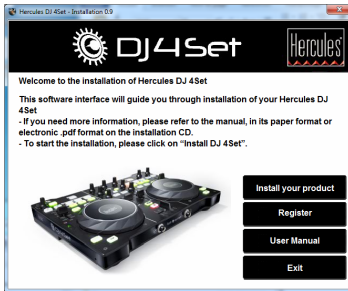 Hercules DJ 4Set - Installation 0.9
DJ4Set
Hercules
Welcome to the installation of Hercules DJ 4Set
This software interface will guide you through installation of your Hercules DJ
4Set
- If you need more information, please refer to the manual, in its paper format or
electronic .pdf format on the installation CD.
- To start the installation, please click on "Install DJ 4Set".
Install your product
Register
User Manual
Exit